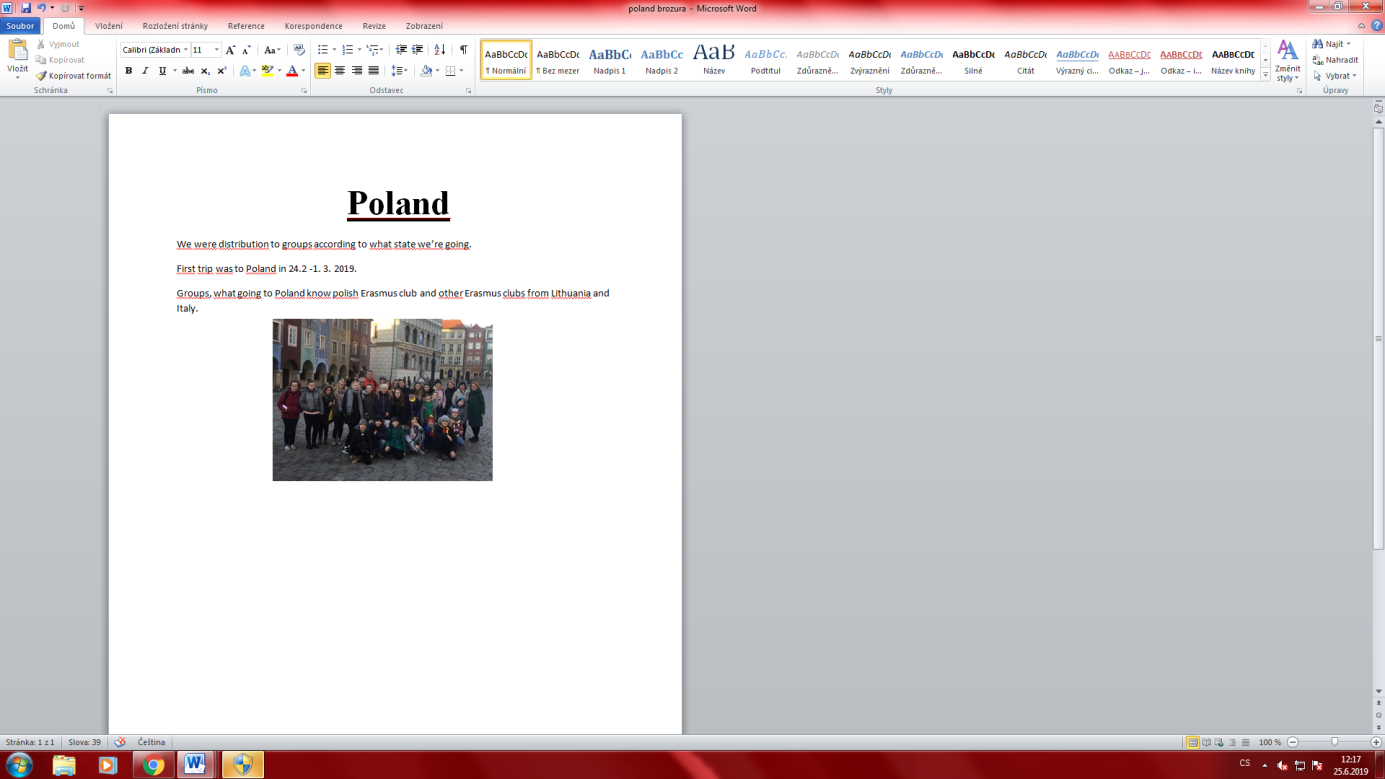 poland brozura - Microsoft Word
Soubor Domů Vložení Rozložení stránky Reference Korespondence Revize Zobrazení
Vložit
Vyjmout
Kopírovat
Kopírovat formát
Schránka
Calibri (Základn 11
Písmo
Odstavec
AaBbCcDc AaBbCcDc AaBbC AaBbCc AaB AaBbCc. AaBbCcDc AaBbCcDc AaBbCcDc AaBbCcDc AaBbCcDc AaBbCcDc AaBbCcDc AaBbCcDc AaBbCcDc
¶ Normální ¶ Bez mezer Nadpis 1 Nadpis 2 Název Podtitul Zdůrazně... Zvýraznění Zdůrazně... Silné Citát Výrazný ci... Odkaz – j... Odkaz – i... Název knihy
Styly
Změnit styly
Najít
Nahradit
Vybrat
Úpravy
Poland
We were distribution to groups according to what state we're going.
First trip was to Poland in 24.2 -1. 3. 2019.
Groups, what going to Poland know polish Erasmus club and other Erasmus clubs from Lithuania and
Italy.
Stránka: 1 z 1 Slova: 39 Čeština 100 %
CS 12:17
25.6.2019